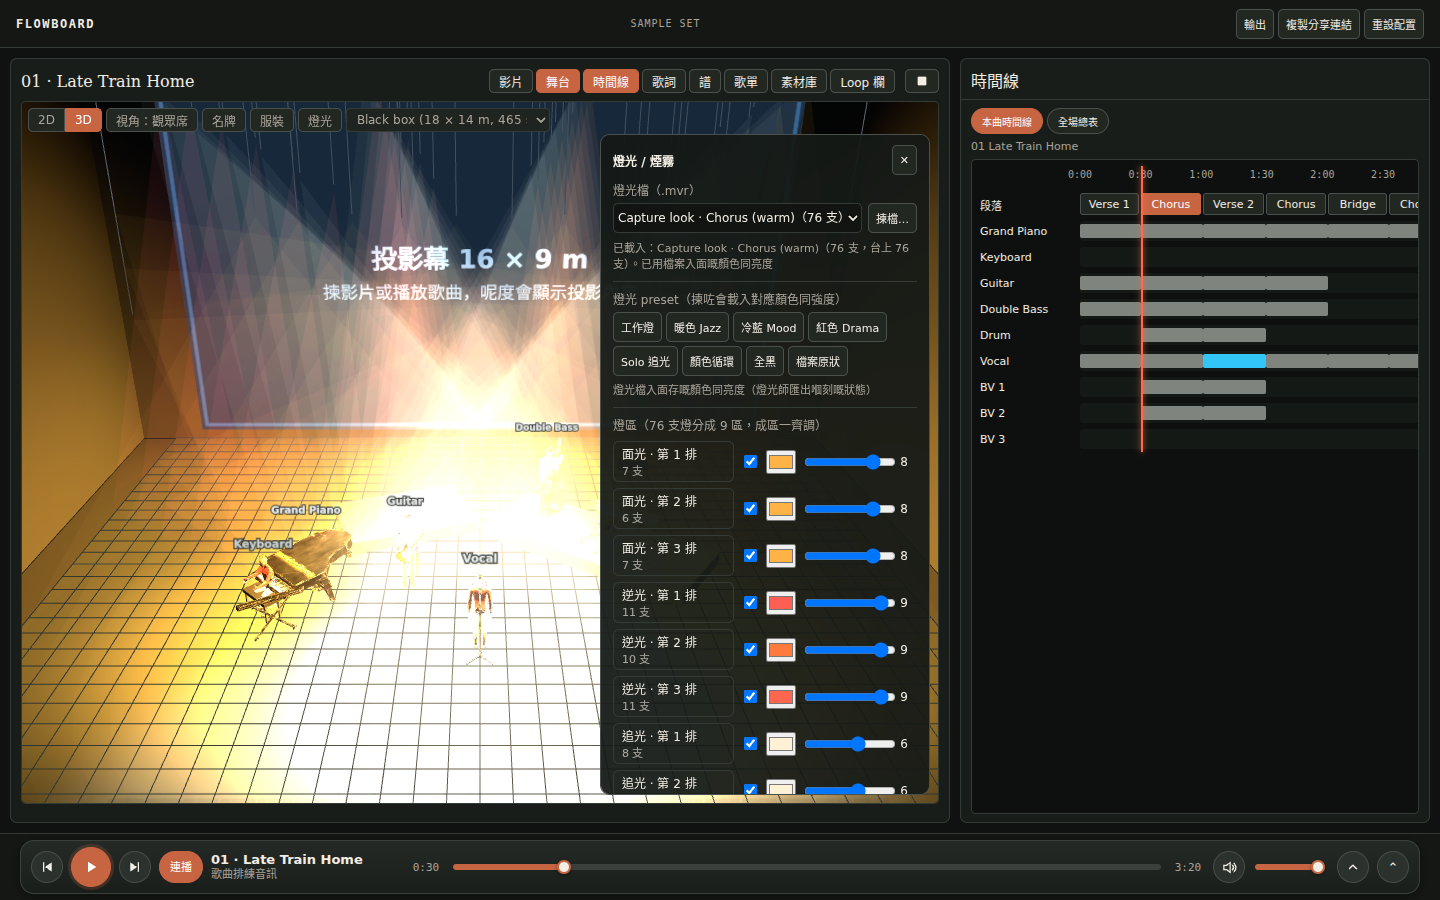 FLOWBOARD
SAMPLE SET
輸出
複製分享連結
重設配置
01 · Late Train Home
影片
舞台
時間線
歌詞
譜
歌單
素材庫
Loop 欄
2D
3D
視角：觀眾席
名牌
服裝
燈光
Black box (18 × 14 m, 465
投影幕 16 × 9 m
揀影片或播放歌曲，呢度會顯示投影
Double Bass
Guitar
Grand Piano
Keyboard
Vocal
燈光 / 煙霧
×
燈光檔（.mvr）
Capture look · Chorus (warm)（76 支）
揀檔…
已載入：Capture look · Chorus (warm)（76 支，台上 76
支）。已用檔案入面嘅顏色同亮度
燈光 preset（揀咗會載入對應顏色同強度）
工作燈
暖色 Jazz
冷藍 Mood
紅色 Drama
Solo 追光
顏色循環
全黑
檔案原狀
燈光檔入面存嘅顏色同亮度（燈光師匯出嗰刻嘅狀態）
燈區（76 支燈分成 9 區，成區一齊調）
面光 · 第 1 排
7 支
8
面光 · 第 2 排
6 支
8
面光 · 第 3 排
7 支
8
逆光 · 第 1 排
11 支
9
逆光 · 第 2 排
10 支
9
逆光 · 第 3 排
11 支
9
追光 · 第 1 排
8 支
6
追光 · 第 2 排
6
時間線
本曲時間線
全場總表
01 Late Train Home
0:00
0:30
1:00
1:30
2:00
2:30
段落
Verse 1
Chorus
Verse 2
Chorus
Bridge
Cho
Grand Piano
Keyboard
Guitar
Double Bass
Drum
Vocal
BV 1
BV 2
BV 3
連播
01 · Late Train Home
歌曲排練音訊
0:30
3:20